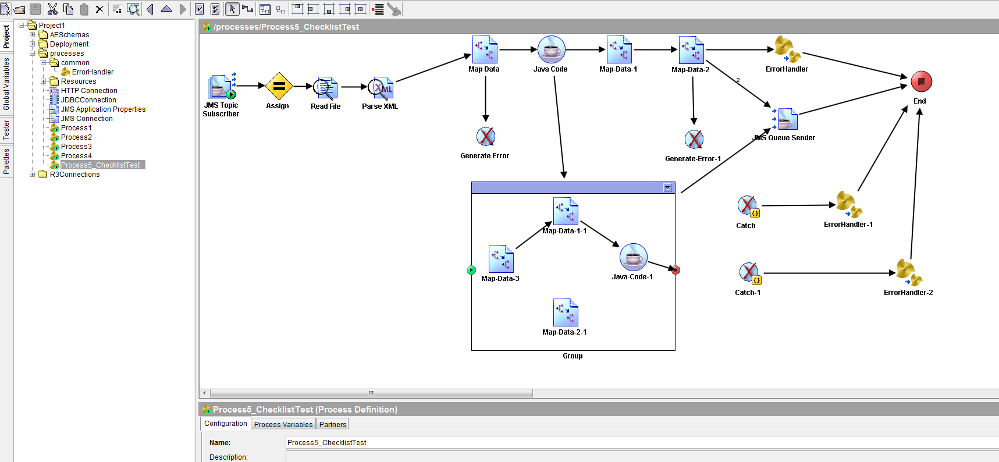 Project
Global Variables
Tester
Palettes
Project1
AESchemas
Deployment
processes
common
ErrorHandler
Resources
HTTP Connection
JDBCConnection
JMS Application Properties
JMS Connection
Process1
Process2
Process3
Process4
Process5_ChecklistTest
R3Connections
/processes/Process5_ChecklistTest
JMS Topic
Subscriber
Assign
Read File
XML
Parse XML
Map Data
Java Code
Map-Data-1
Map-Data-2
ErrorHandler
End
2
Generate Error
Generate-Error-1
JMS Queue Sender
Map-Data-1-1
Map-Data-3
Java-Code-1
Map-Data-2-1
Group
Catch
ErrorHandler-1
Catch-1
ErrorHandler-2
Process5_ChecklistTest (Process Definition)
Configuration
Process Variables
Partners
Name:
Process5_ChecklistTest
Description: